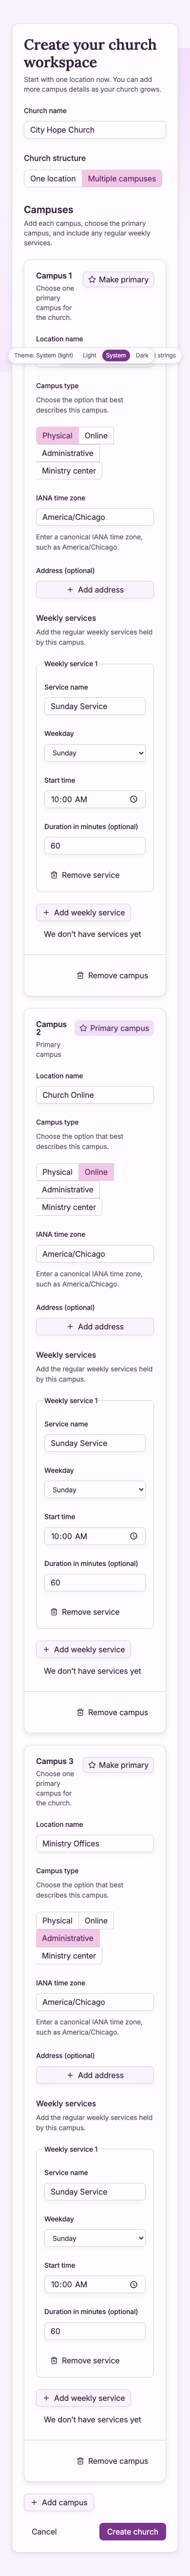 Create your church
workspace
Start with one location now. You can add
more campus details as your church grows.
Church name
City Hope Church
Church structure
One location
Multiple campuses
Campuses
Add each campus, choose the primary
campus, and include any regular weekly
services.
Campus 1
Make primary
Choose one
primary
campus for
the church.
Location name
Theme: System (light)
Light
System
Dark
strings
Campus type
Choose the option that best
describes this campus.
Physical
Online
Administrative
Ministry center
IANA time zone
America/Chicago
Enter a canonical IANA time zone,
such as America/Chicago.
Address (optional)
Add address
Weekly services
Add the regular weekly services held
by this campus.
Weekly service 1
Service name
Sunday Service
Weekday
Sunday
Start time
10:00 AM
Duration in minutes (optional)
60
Remove service
Add weekly service
We don't have services yet
Remove campus
Campus
2
Primary campus
Primary
campus
Location name
Church Online
Campus type
Choose the option that best
describes this campus.
Physical
Online
Administrative
Ministry center
IANA time zone
America/Chicago
Enter a canonical IANA time zone,
such as America/Chicago.
Address (optional)
Add address
Weekly services
Add the regular weekly services held
by this campus.
Weekly service 1
Service name
Sunday Service
Weekday
Sunday
Start time
10:00 AM
Duration in minutes (optional)
60
Remove service
Add weekly service
We don't have services yet
Remove campus
Campus 3
Make primary
Choose one
primary
campus for
the church.
Location name
Ministry Offices
Campus type
Choose the option that best
describes this campus.
Physical
Online
Administrative
Ministry center
IANA time zone
America/Chicago
Enter a canonical IANA time zone,
such as America/Chicago.
Address (optional)
Add address
Weekly services
Add the regular weekly services held
by this campus.
Weekly service 1
Service name
Sunday Service
Weekday
Sunday
Start time
10:00 AM
Duration in minutes (optional)
60
Remove service
Add weekly service
We don't have services yet
Remove campus
Add campus
Cancel
Create church